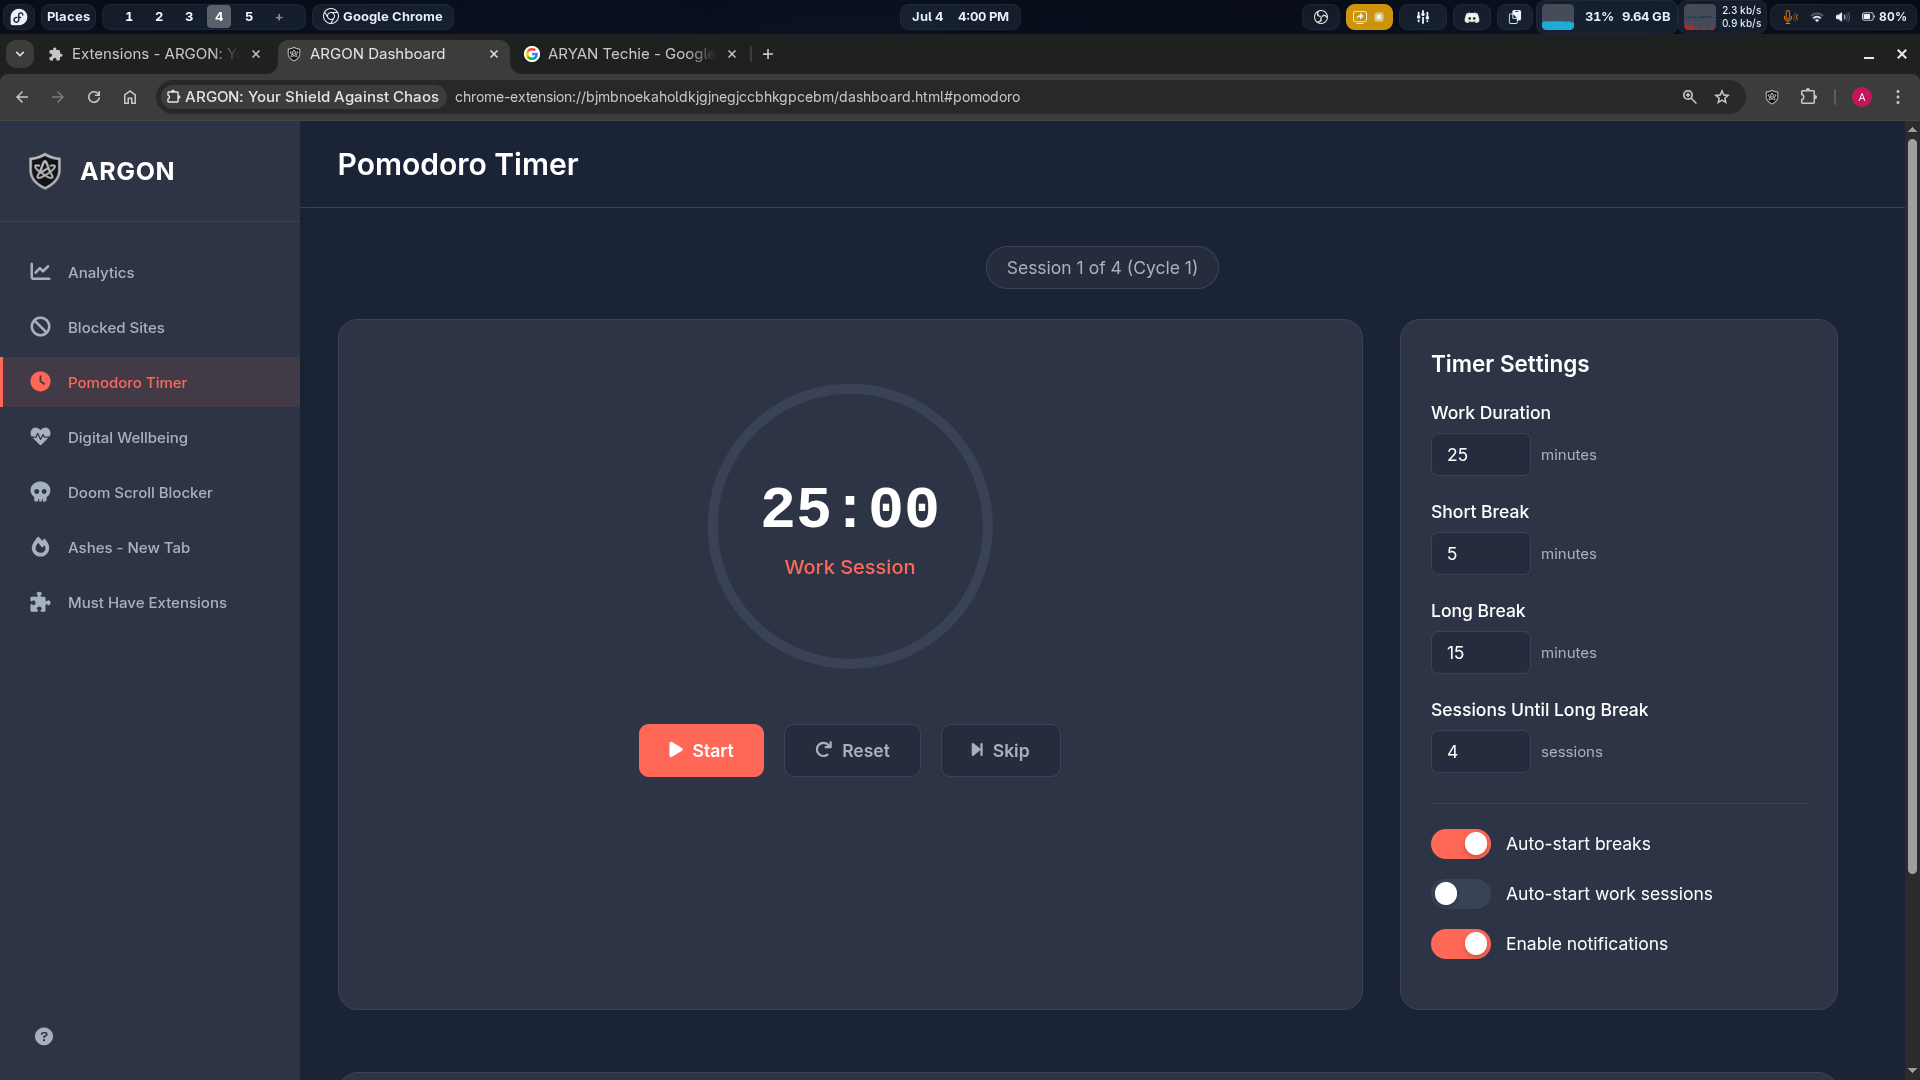 Places 1 2 3 4 5 + Google Chrome Jul 4 4:00 PM 31% 9.64 GB 2.3 kb/s 0.9 kb/s 80%
Extensions - ARGON: Y ARGON Dashboard ARYAN Techie - Google
ARGON: Your Shield Against Chaos chrome-extension://bjmbnoekaholdkjgjnegjccbhkgpcebm/dashboard.html#pomodoro A
ARGON
Analytics
Blocked Sites
Pomodoro Timer
Digital Wellbeing
Doom Scroll Blocker
Ashes - New Tab
Must Have Extensions
?
Pomodoro Timer
Session 1 of 4 (Cycle 1)
25:00
Work Session
Start Reset Skip
Timer Settings
Work Duration
25 minutes
Short Break
5 minutes
Long Break
15 minutes
Sessions Until Long Break
4 sessions
Auto-start breaks
Auto-start work sessions
Enable notifications